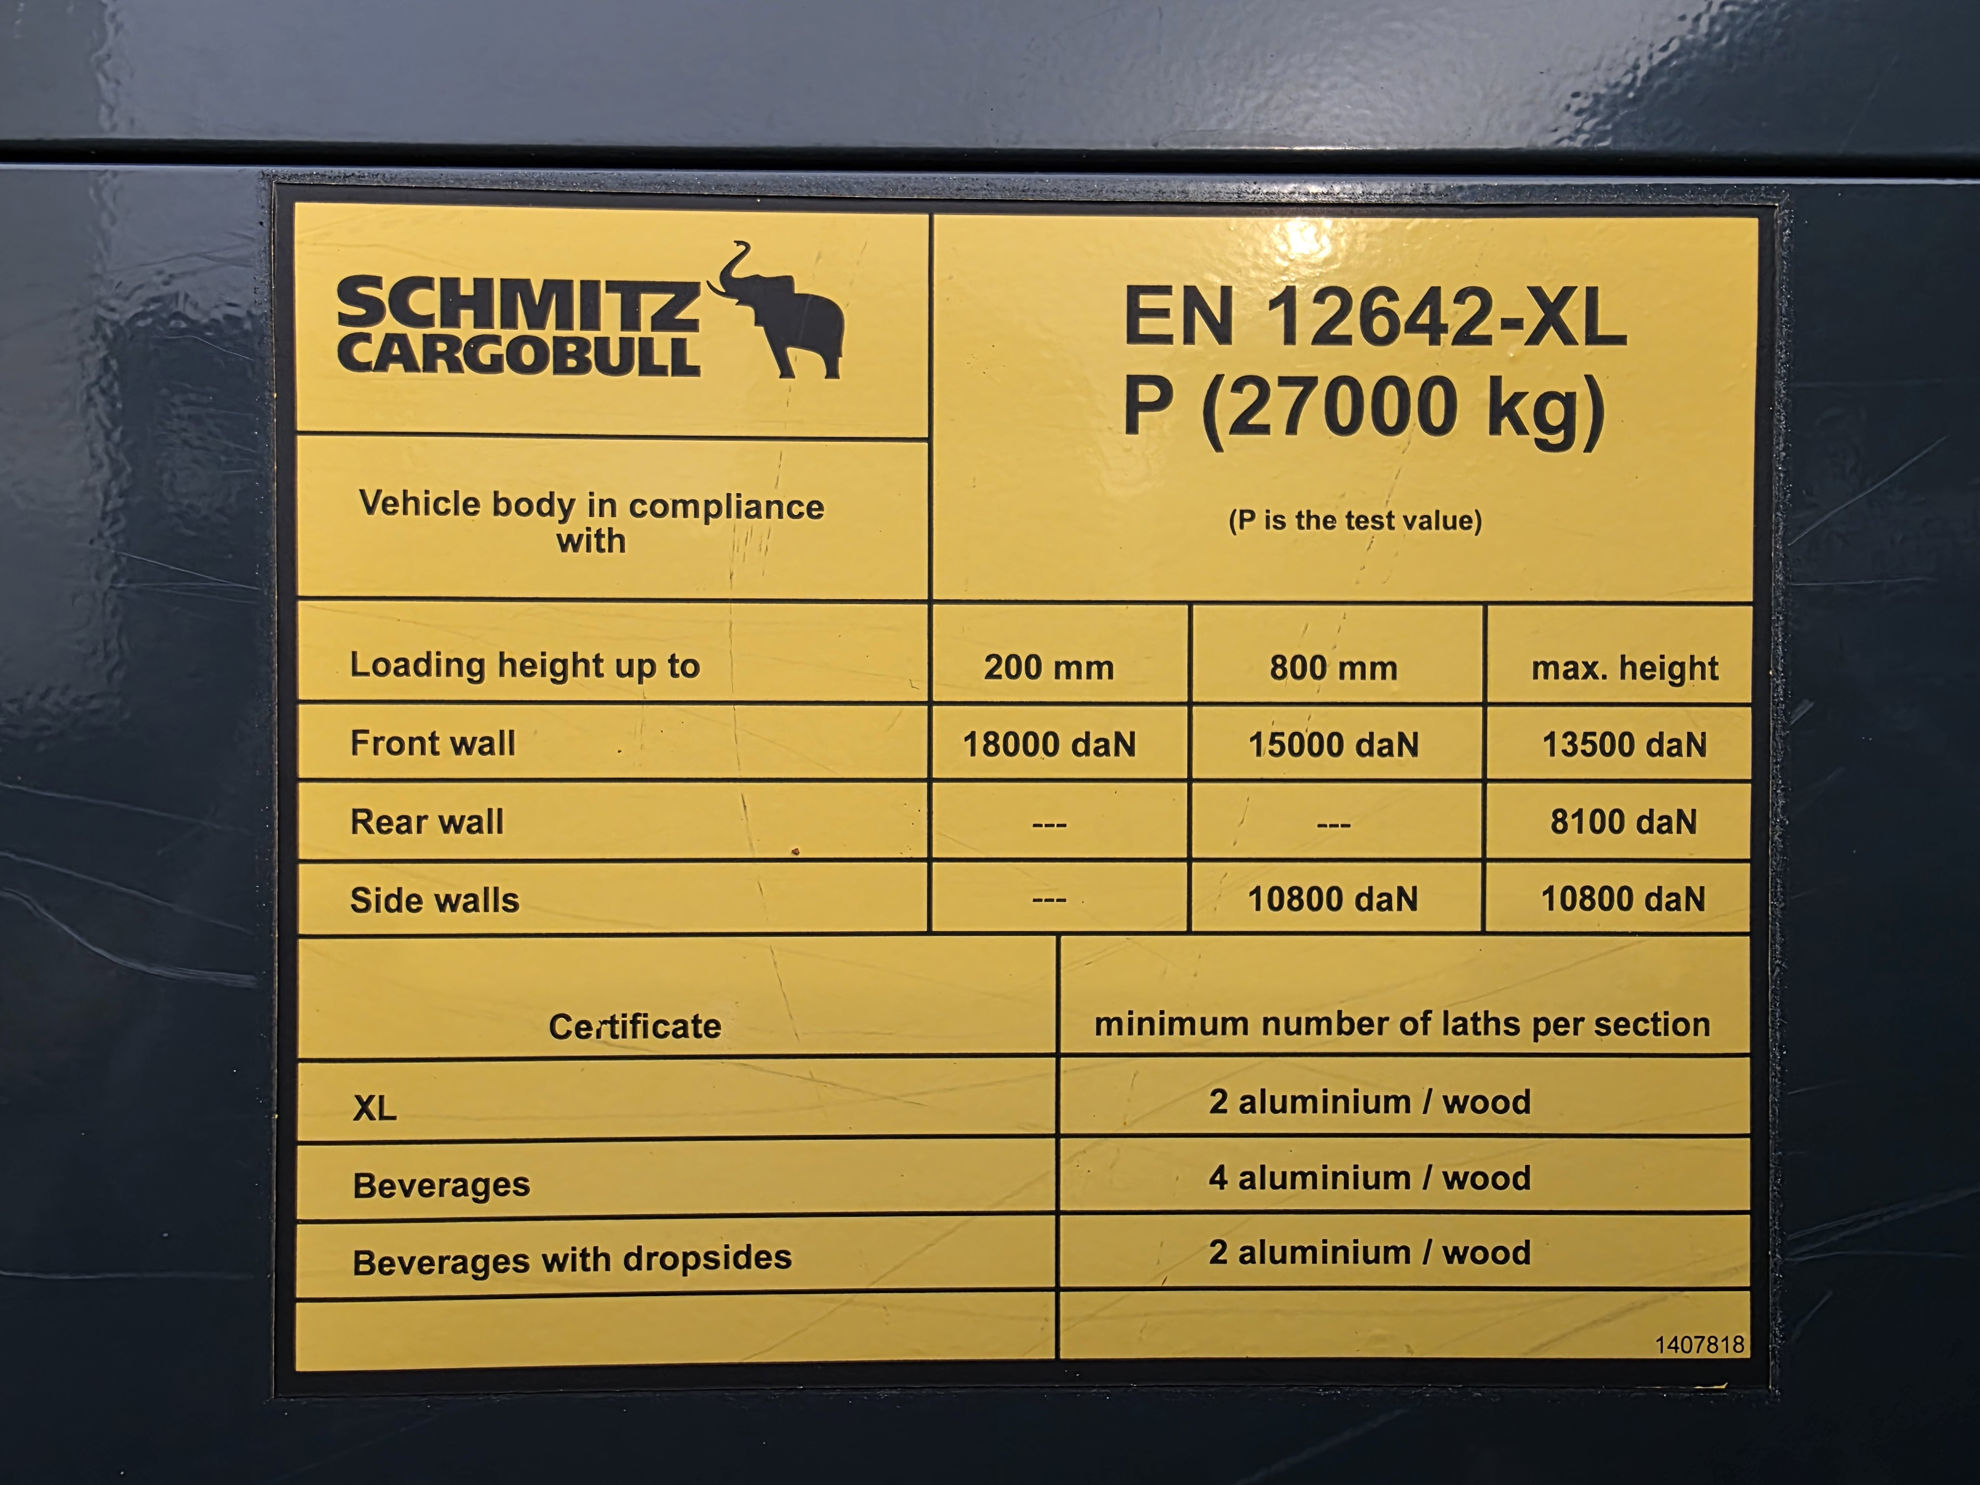 SCHMITZ
CARGOBULL
EN 12642-XL
P (27000 kg)
(P is the test value)
Vehicle body in compliance
with
Loading height up to 200 mm 800 mm max. height
Front wall 18000 daN 15000 daN 13500 daN
Rear wall --- --- 8100 daN
Side walls --- 10800 daN 10800 daN
Certificate minimum number of laths per section
XL 2 aluminium / wood
Beverages 4 aluminium / wood
Beverages with dropsides 2 aluminium / wood
1407818